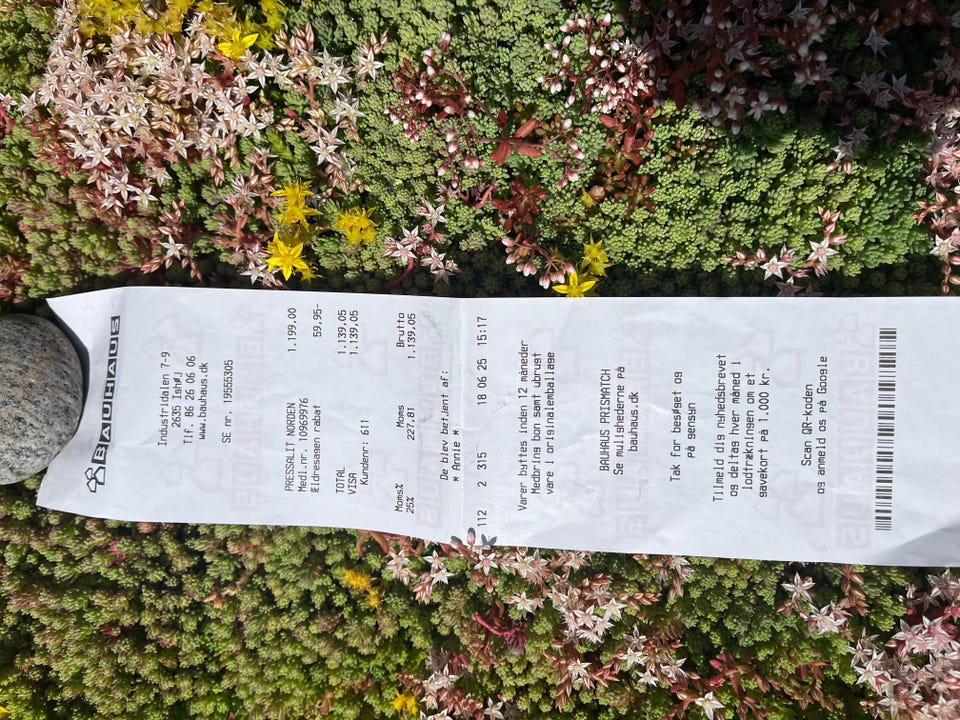 BAUHAUS
Industridalen 7-9
2635 Ishøj
Tlf. 86 26 06 06
www.bauhaus.dk
SE nr. 19555305
PRESSALIT NORDEN 1.199,00
Medl.nr. 10969976
Ældresagen rabat 59,95-
TOTAL 1.139,05
VISA 1.139,05
Kundenr: G11
Moms% Moms Brutto
25% 227,81 1.139,05
De blev betjent af:
* Annie *
112 2 315 18 06 25 15:17
Varer byttes inden 12 måneder
Medbring bon samt ubrugt
vare i originalemballage
BAUHAUS PRISMATCH
Se mulighederne på
bauhaus.dk
Tak for besøget og
på gensyn
Tilmeld dig nyhedsbrevet
og deltag hver måned i
lodtrækningen om et
gavekort på 1.000 kr.
Scan QR-koden
og anmeld os på Google